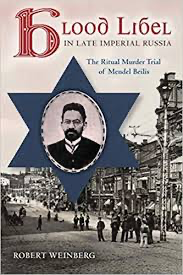 Blood Libel
IN LATE IMPERIAL RUSSIA
The Ritual Murder Trial
of Mendel Beilis
ROBERT WEINBERG